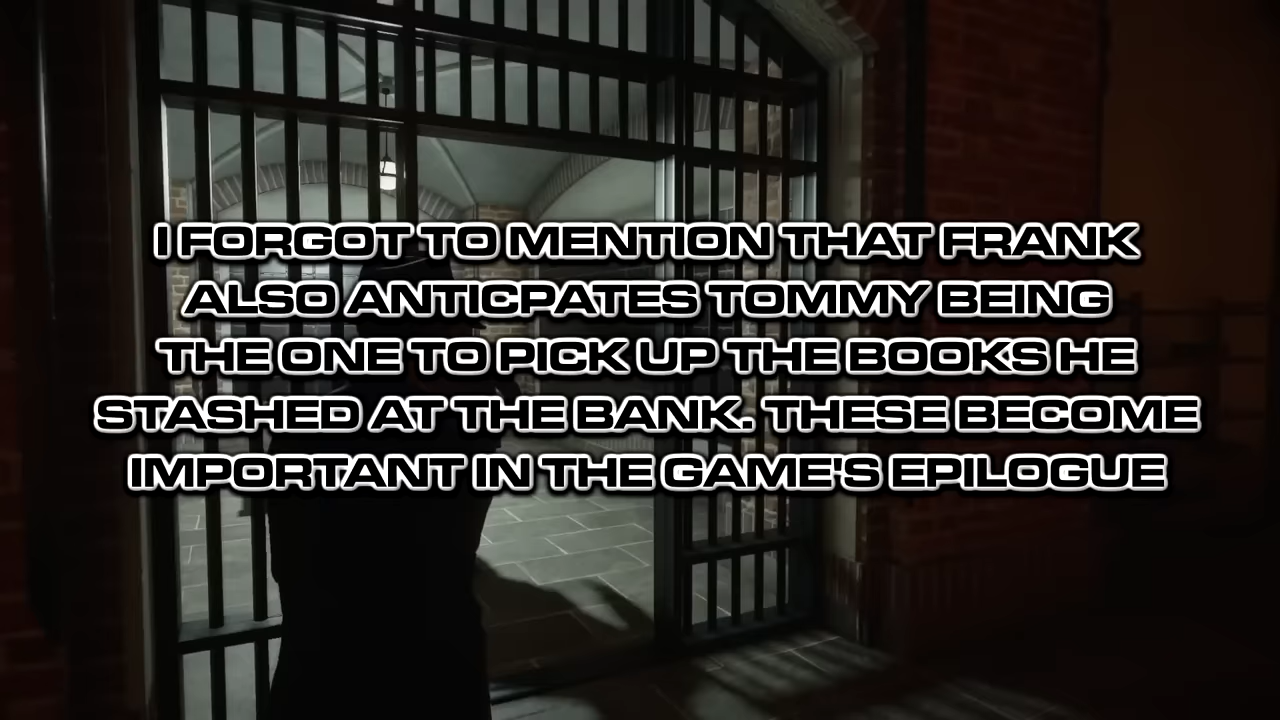 I FORGOT TO MENTION THAT FRANK
ALSO ANTICPATES TOMMY BEING
THE ONE TO PICK UP THE BOOKS HE
STASHED AT THE BANK. THESE BECOME
IMPORTANT IN THE GAME'S EPILOGUE